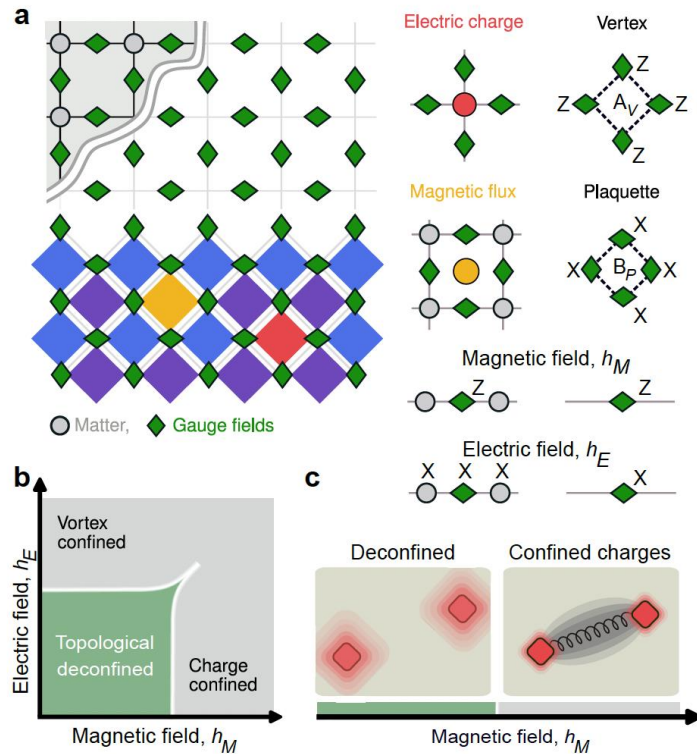 a
Electric charge
Vertex
Z
Z
A_V
Z
Z
Magnetic flux
Plaquette
X
X
B_P
X
X
Magnetic field, h_M
Z
Z
Electric field, h_E
X X X
X
Matter,
Gauge fields
b
Electric field, h_E
Vortex
confined
Topological
deconfined
Charge
confined
Magnetic field, h_M
c
Deconfined
Confined charges
Magnetic field, h_M